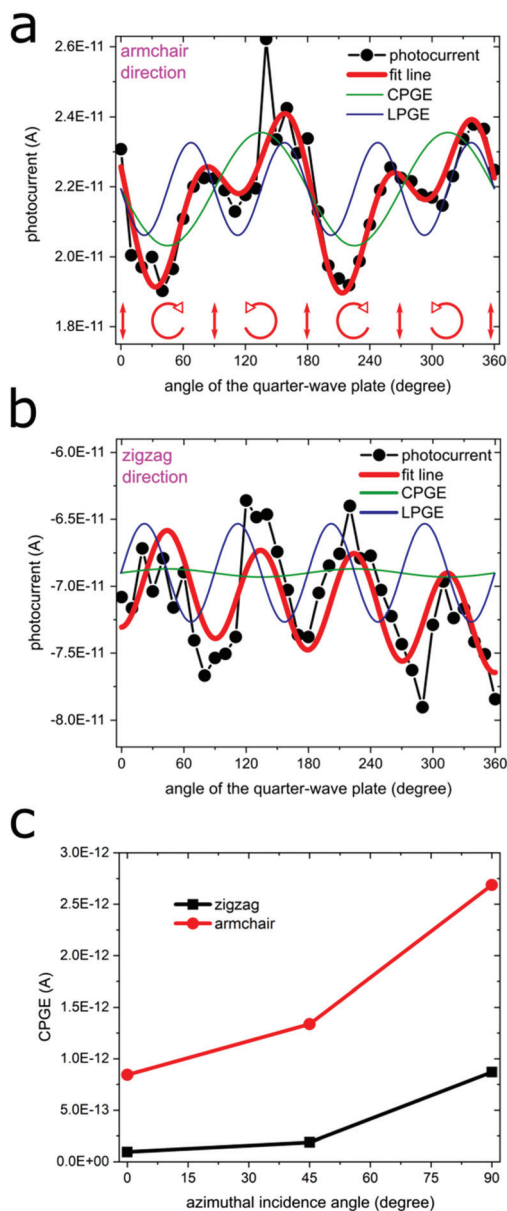 a
armchair
direction
photocurrent
fit line
CPGE
LPGE
2.6E-11
2.4E-11
2.2E-11
2.0E-11
1.8E-11
photocurrent (A)
0 60 120 180 240 300 360
angle of the quarter-wave plate (degree)
b
zigzag
direction
photocurrent
fit line
CPGE
LPGE
-6.0E-11
-6.5E-11
-7.0E-11
-7.5E-11
-8.0E-11
photocurrent (A)
0 60 120 180 240 300 360
angle of the quarter-wave plate (degree)
c
zigzag
armchair
3.0E-12
2.5E-12
2.0E-12
1.5E-12
1.0E-12
5.0E-13
0.0E+00
CPGE (A)
0 15 30 45 60 75 90
azimuthal incidence angle (degree)